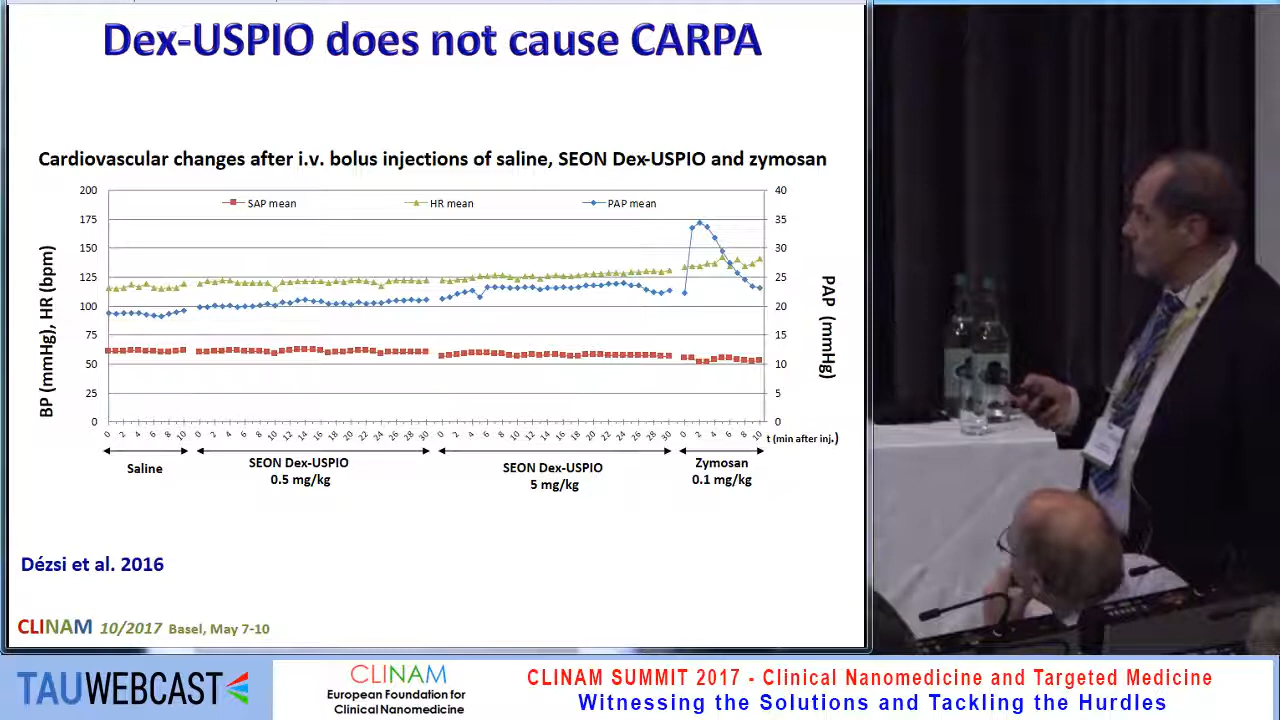 Dex-USPIO does not cause CARPA
Cardiovascular changes after i.v. bolus injections of saline, SEON Dex-USPIO and zymosan
SAP mean
HR mean
PAP mean
200
175
150
125
100
75
50
25
0
40
35
30
25
20
15
10
5
0
BP (mmHg), HR (bpm)
PAP (mmHg)
0 2 4 6 8 10 0 2 4 6 8 10 12 14 16 18 20 22 24 26 28 30 0 2 4 6 8 10 12 14 16 18 20 22 24 26 28 30 0 2 4 6 8 10
t (min after inj.)
Saline
SEON Dex-USPIO
0.5 mg/kg
SEON Dex-USPIO
5 mg/kg
Zymosan
0.1 mg/kg
Dézsi et al. 2016
CLINAM 10/2017 Basel, May 7-10
TAUWEBCAST
CLINAM
European Foundation for
Clinical Nanomedicine
CLINAM SUMMIT 2017 - Clinical Nanomedicine and Targeted Medicine
Witnessing the Solutions and Tackling the Hurdles